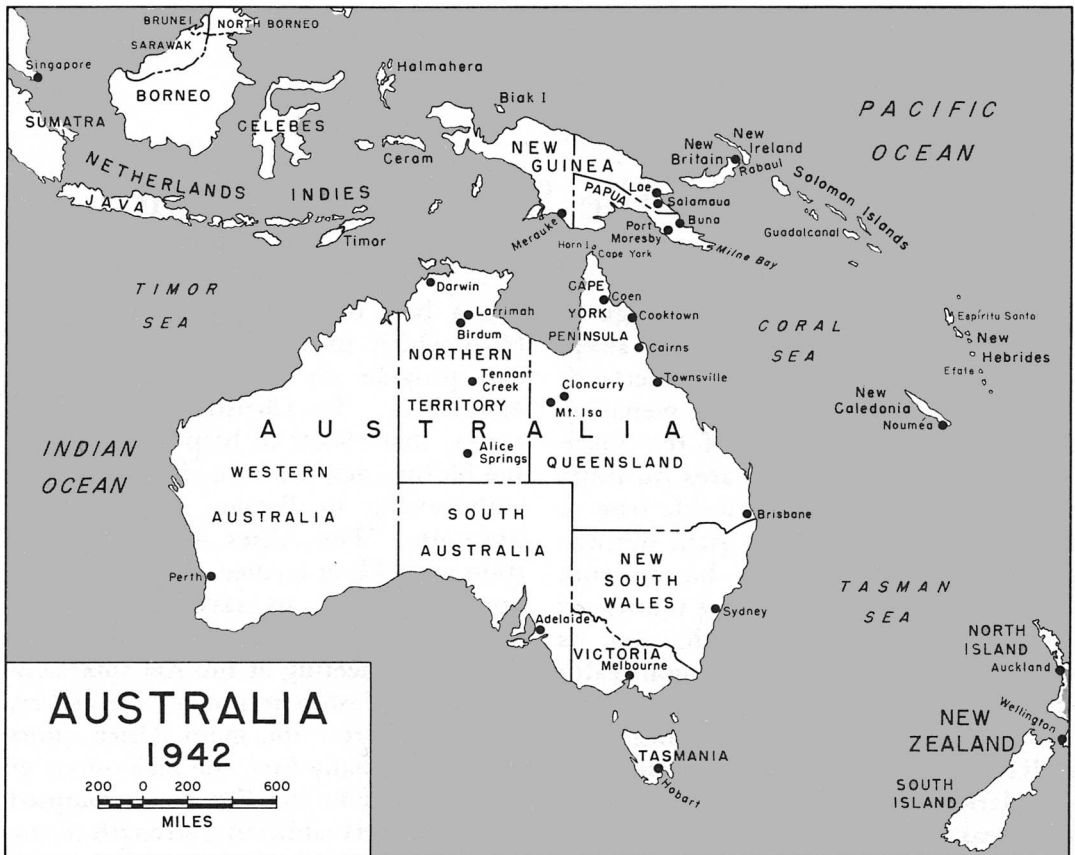 BRUNEI
NORTH BORNEO
SARAWAK
Singapore
BORNEO
SUMATRA
Halmahera
Biak I
CELEBES
Ceram
NETHERLANDS INDIES
JAVA
Timor
NEW
GUINEA
PAPUA
Lae
Salamaua
Buna
Port
Moresby
Merauke
Milne Bay
Horn I
Cape York
New
Britain
New
Ireland
Rabaul
Solomon Islands
Guadalcanal
PACIFIC
OCEAN
TIMOR
SEA
Darwin
Larrimah
Birdum
NORTHERN
Tennant
Creek
TERRITORY
CAPE
YORK
PENINSULA
Coen
Cooktown
Cairns
Townsville
Cloncurry
Mt. Isa
CORAL
SEA
Espíritu Santo
New
Hebrides
Efate
New
Caledonia
Nouméa
AUSTRALIA
Alice
Springs
QUEENSLAND
INDIAN
OCEAN
WESTERN
AUSTRALIA
SOUTH
AUSTRALIA
Brisbane
NEW
SOUTH
WALES
Perth
Adelaide
Sydney
VICTORIA
Melbourne
TASMAN
SEA
NORTH
ISLAND
Auckland
Wellington
NEW
ZEALAND
SOUTH
ISLAND
TASMANIA
Hobart
AUSTRALIA
1942
200 0 200 400 600
MILES